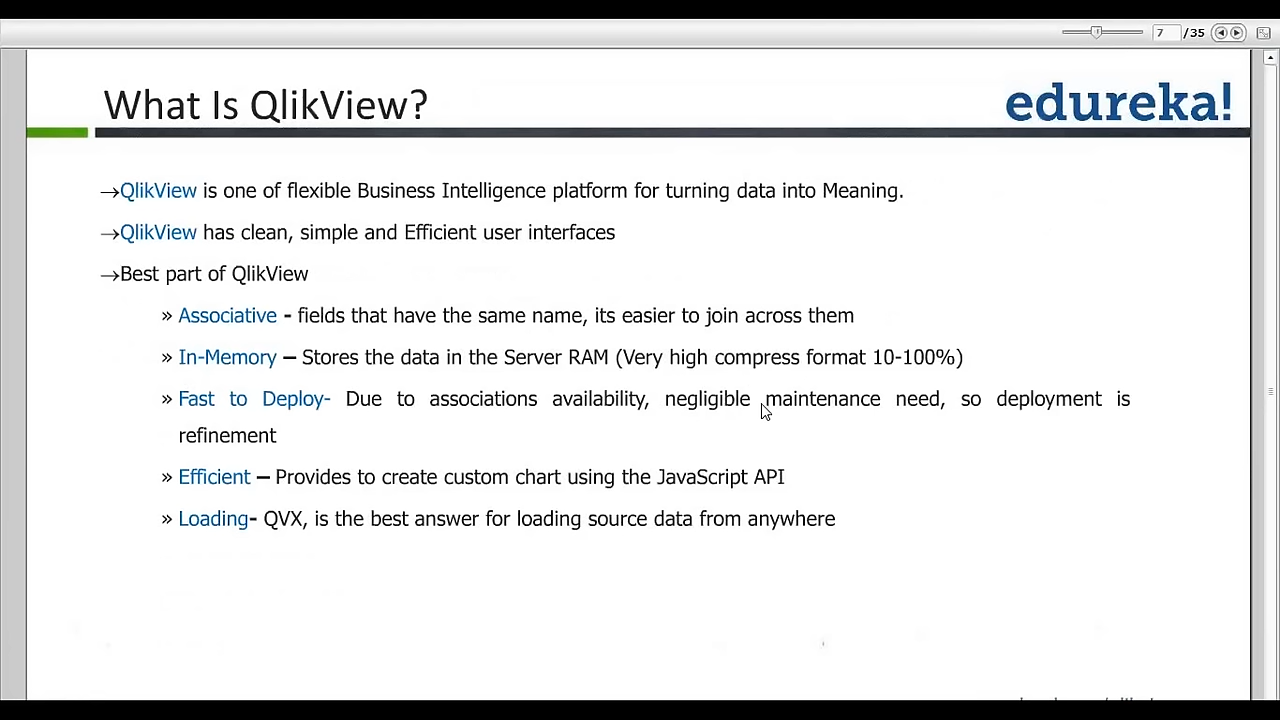 7 /35
What Is QlikView?
edureka!
→QlikView is one of flexible Business Intelligence platform for turning data into Meaning.
→QlikView has clean, simple and Efficient user interfaces
→Best part of QlikView
» Associative - fields that have the same name, its easier to join across them
» In-Memory – Stores the data in the Server RAM (Very high compress format 10-100%)
» Fast to Deploy- Due to associations availability, negligible maintenance need, so deployment is
refinement
» Efficient – Provides to create custom chart using the JavaScript API
» Loading- QVX, is the best answer for loading source data from anywhere